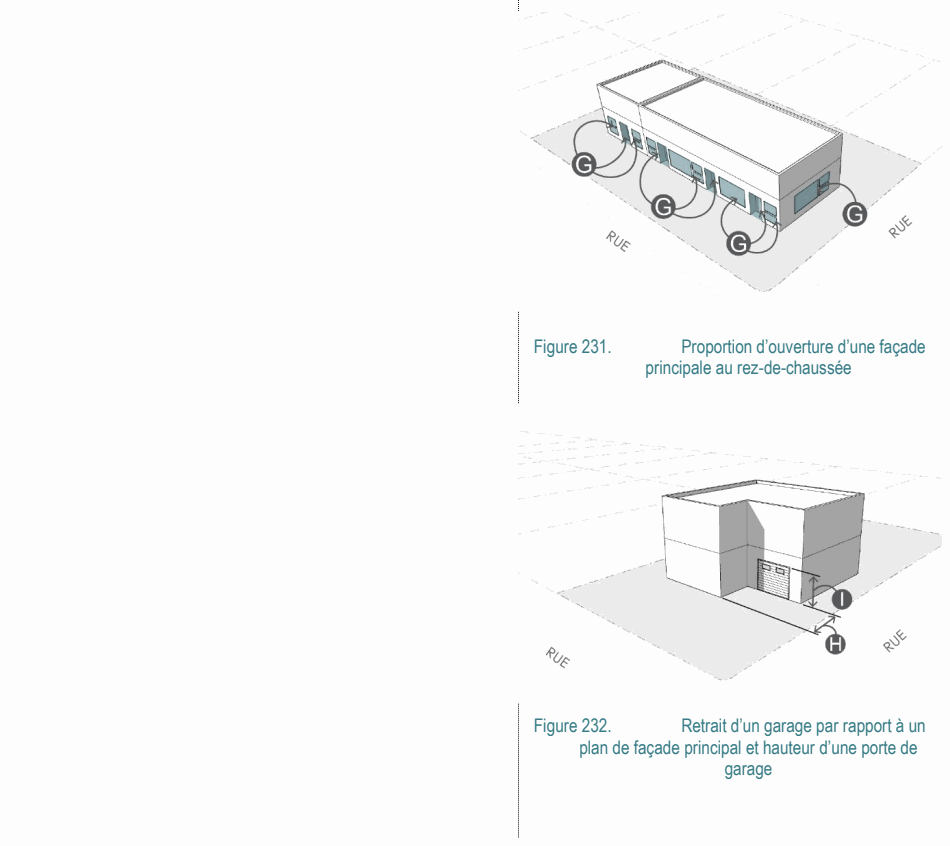 G
G
G
G
RUE
RUE
Figure 231. Proportion d’ouverture d’une façade
principale au rez-de-chaussée
I
H
RUE
RUE
Figure 232. Retrait d’un garage par rapport à un
plan de façade principal et hauteur d’une porte de
garage